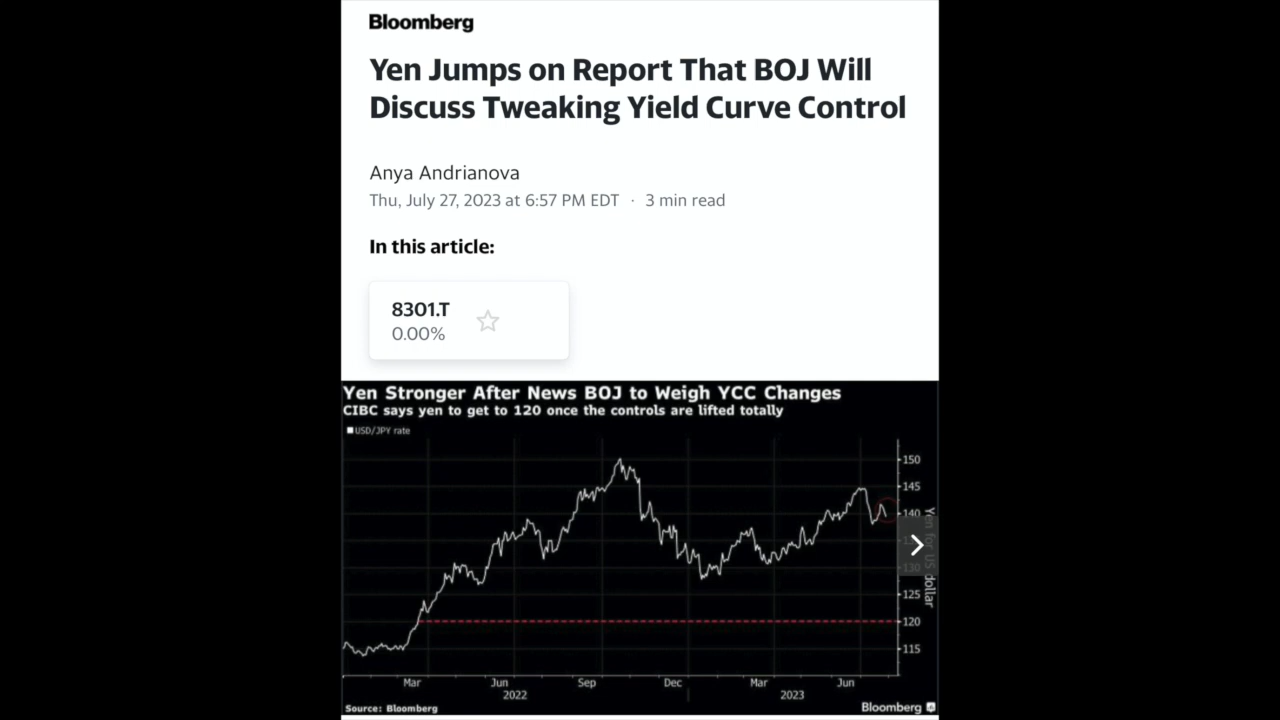 Bloomberg
Yen Jumps on Report That BOJ Will
Discuss Tweaking Yield Curve Control
Anya Andrianova
Thu, July 27, 2023 at 6:57 PM EDT · 3 min read
In this article:
8301.T
0.00%
Yen Stronger After News BOJ to Weigh YCC Changes
CIBC says yen to get to 120 once the controls are lifted totally
USD/JPY rate
150
145
140
130
125
120
115
Yen for US dollar
Mar Jun Sep Dec Mar Jun
2022 2023
Source: Bloomberg
Bloomberg